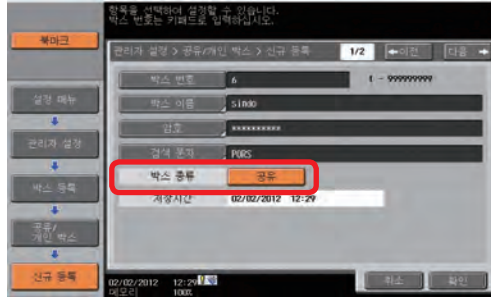 항목을 선택하여 설정할 수 있습니다.
박스 번호는 키패드로 입력하십시오.
북마크
관리자 설정 > 공유/개인 박스 > 신규 등록
1/2
←이전
다음 →
박스 번호
6
1 - 999999999
박스 이름
Sindo
암호
**********
검색 문자
PQRS
박스 종류
공유
저장시간
02/02/2012 12:29
설정 메뉴
관리자 설정
박스 등록
공유/
개인 박스
신규 등록
02/02/2012 12:29
메모리 100%
취소
확인